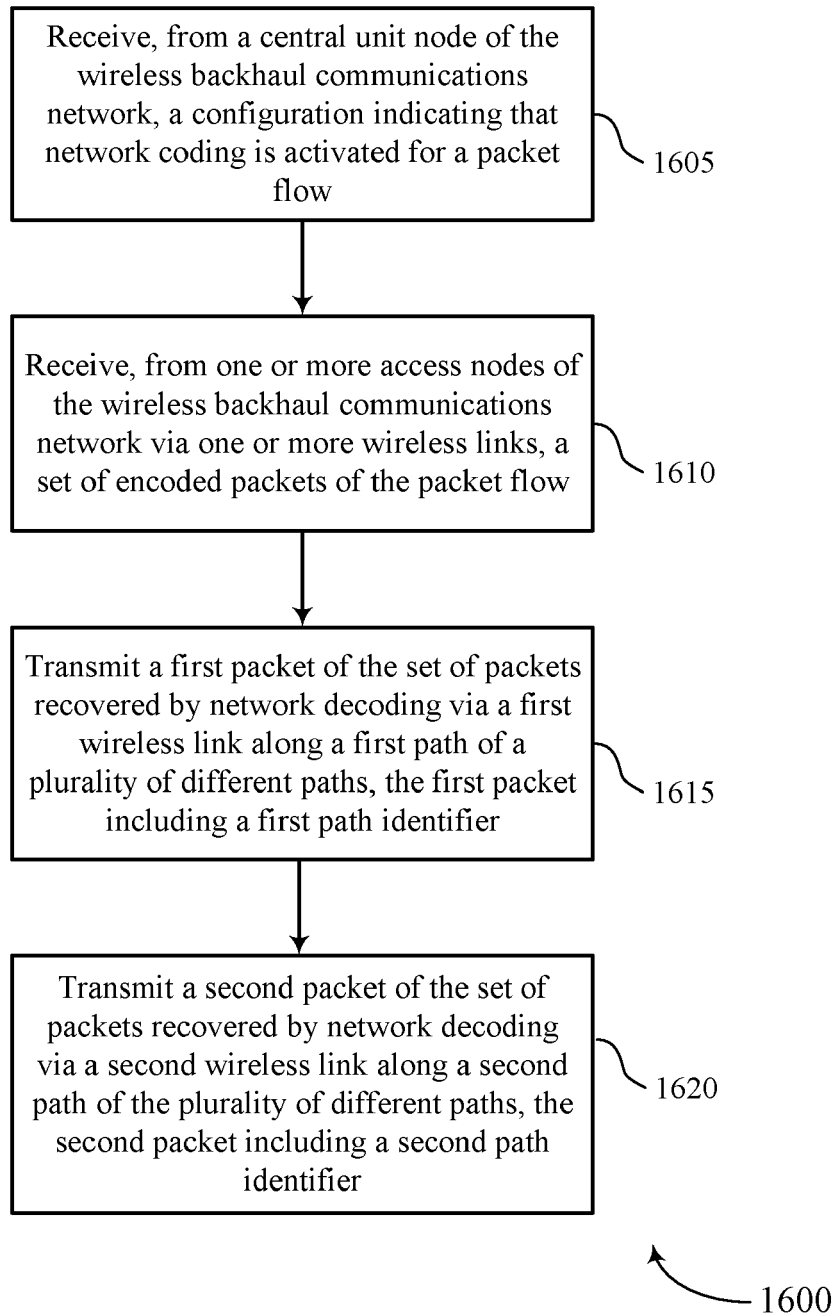 Receive, from a central unit node of the
wireless backhaul communications
network, a configuration indicating that
network coding is activated for a packet
flow
1605
Receive, from one or more access nodes of
the wireless backhaul communications
network via one or more wireless links, a
set of encoded packets of the packet flow
1610
Transmit a first packet of the set of packets
recovered by network decoding via a first
wireless link along a first path of a
plurality of different paths, the first packet
including a first path identifier
1615
Transmit a second packet of the set of
packets recovered by network decoding
via a second wireless link along a second
path of the plurality of different paths, the
second packet including a second path
identifier
1620
1600